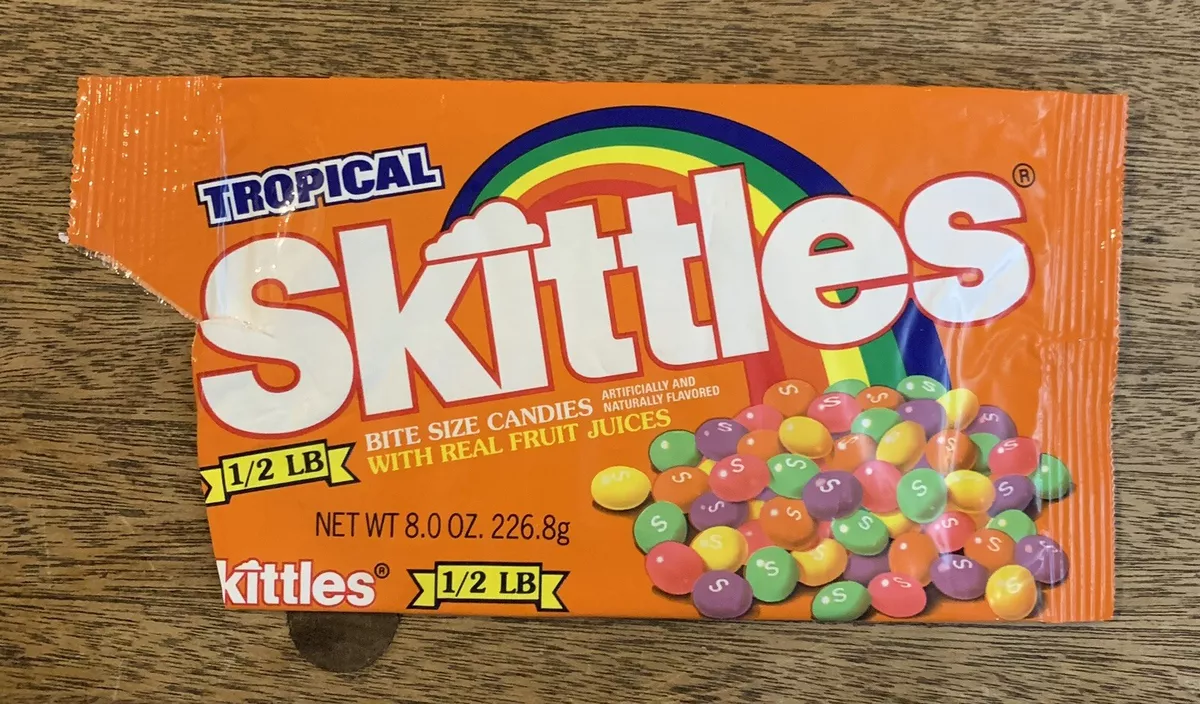 TROPICAL
Skittles®
BITE SIZE CANDIES
ARTIFICIALLY AND
NATURALLY FLAVORED
WITH REAL FRUIT JUICES
1/2 LB
NET WT 8.0 OZ. 226.8g
kittles®
1/2 LB